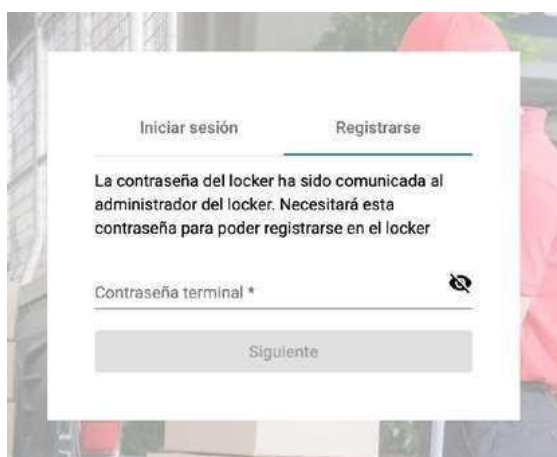 Iniciar sesión
Registrarse
La contraseña del locker ha sido comunicada al
administrador del locker. Necesitará esta
contraseña para poder registrarse en el locker
Contraseña terminal *
Siguiente